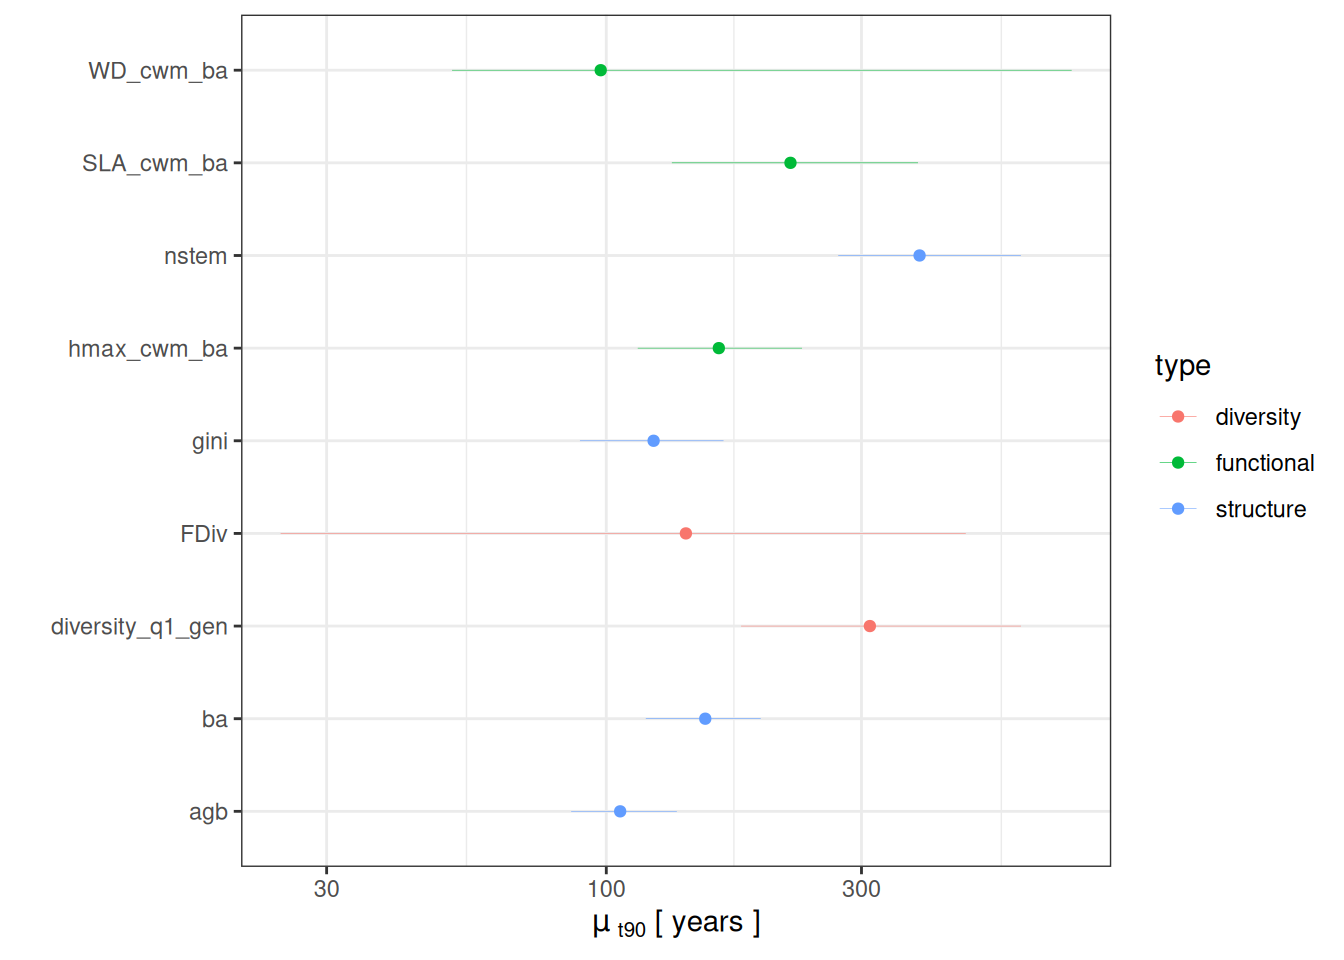 WD_cwm_ba
SLA_cwm_ba
nstem
hmax_cwm_ba
gini
FDiv
diversity_q1_gen
ba
agb
30 100 300
μ t90 [ years ]
type
diversity
functional
structure